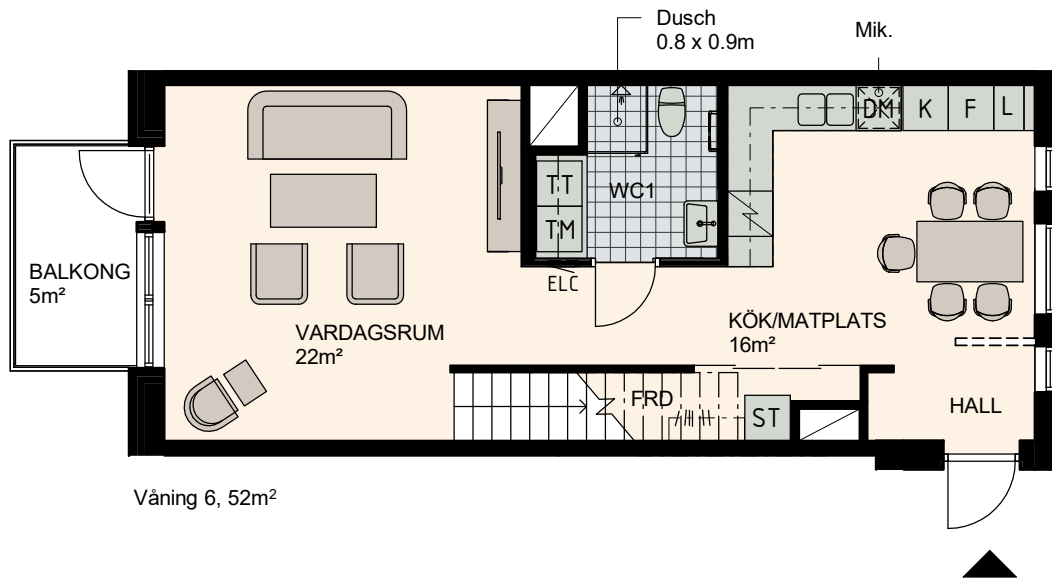 Dusch
0.8 x 0.9m
Mik.
DM
K
F
L
TT
TM
WC1
ELC
BALKONG
5m²
VARDAGSRUM
22m²
KÖK/MATPLATS
16m²
FRD
ST
HALL
Våning 6, 52m²